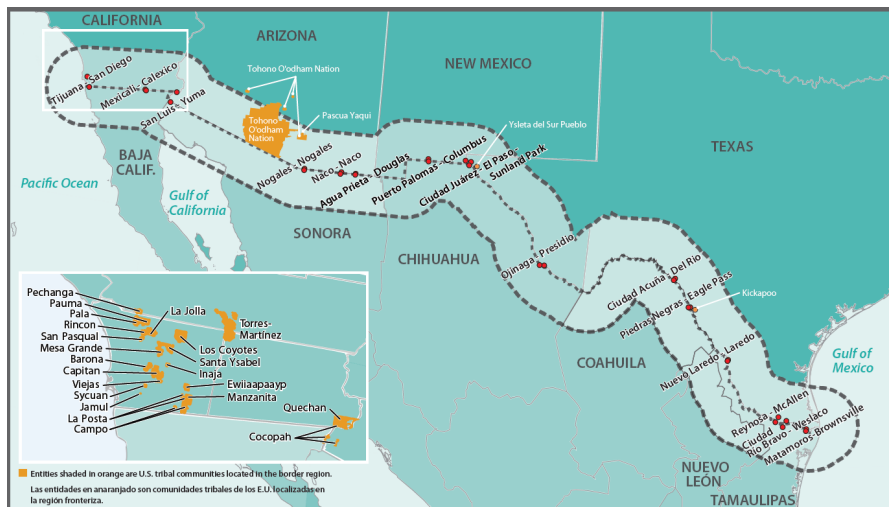 CALIFORNIA
ARIZONA
NEW MEXICO
TEXAS
Tohono O'odham Nation
Tijuana - San Diego
Mexicali - Calexico
San Luis - Yuma
Tohono
O'odham
Nation
Pascua Yaqui
Ysleta del Sur Pueblo
BAJA
CALIF.
Pacific Ocean
Gulf of
California
Nogales - Nogales
Naco - Naco
Agua Prieta - Douglas
Puerto Palomas - Columbus
Ciudad Juárez - El Paso -
Sunland Park
SONORA
CHIHUAHUA
Ojinaga - Presidio
Ciudad Acuña - Del Rio
Piedras Negras - Eagle Pass
Kickapoo
Nuevo Laredo - Laredo
COAHUILA
Gulf of
Mexico
Reynosa - McAllen
Ciudad
Río Bravo - Weslaco
Matamoros-Brownsville
NUEVO
LEÓN
TAMAULIPAS
Pechanga
Pauma
Pala
Rincon
San Pasqual
Mesa Grande
Barona
Capitan
Viejas
Sycuan
Jamul
La Posta
Campo
La Jolla
Torres-
Martínez
Los Coyotes
Santa Ysabel
Inaja
Ewiiaapaayp
Manzanita
Quechan
Cocopah
Entities shaded in orange are U.S. tribal communities located in the border region.
Las entidades en anaranjado son comunidades tribales de los E.U. localizadas en
la región fronteriza.